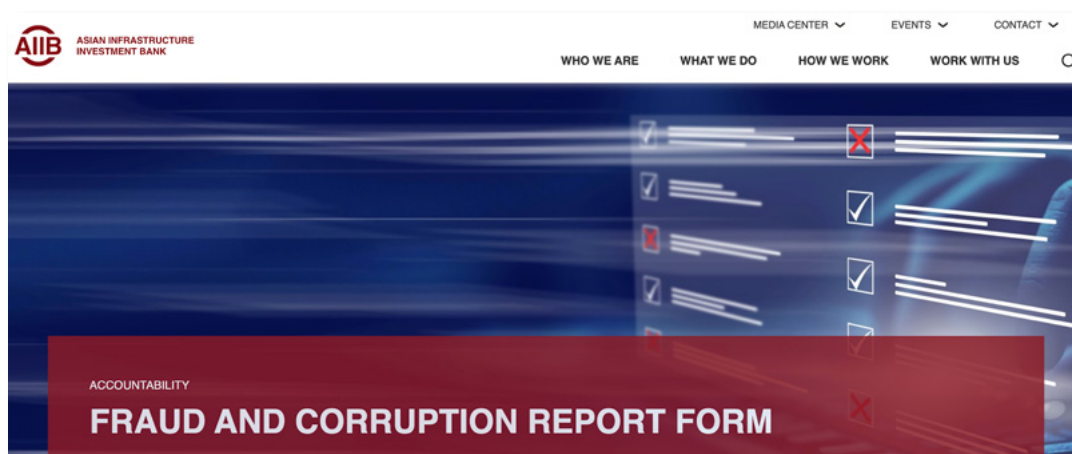 MEDIA CENTER EVENTS CONTACT
AIIB
ASIAN INFRASTRUCTURE
INVESTMENT BANK
WHO WE ARE WHAT WE DO HOW WE WORK WORK WITH US
ACCOUNTABILITY
FRAUD AND CORRUPTION REPORT FORM